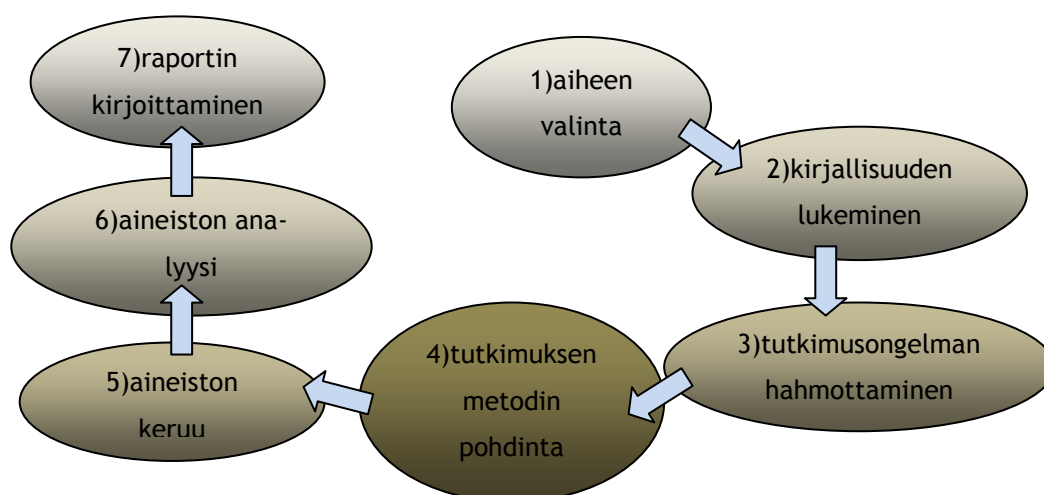 1)aiheen
valinta
2)kirjallisuuden
lukeminen
3)tutkimusongelman
hahmottaminen
4)tutkimuksen
metodin
pohdinta
5)aineiston
keruu
6)aineiston ana-
lyysi
7)raportin
kirjoittaminen